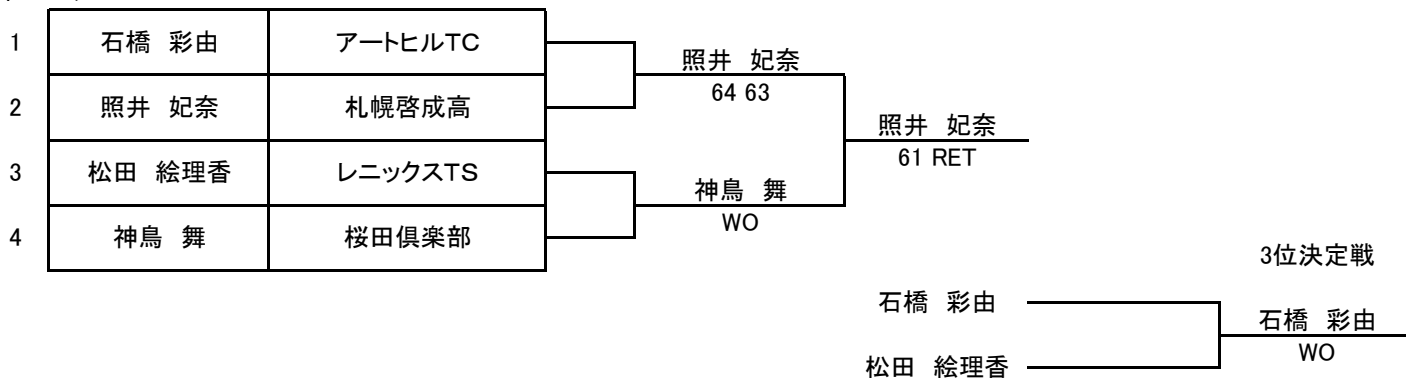 1 石橋 彩由 アートヒルTC
照井 妃奈
64 63
2 照井 妃奈 札幌啓成高
照井 妃奈
61 RET
3 松田 絵理香 レニックスTS
神鳥 舞
WO
4 神鳥 舞 桜田倶楽部
3位決定戦
石橋 彩由
石橋 彩由
WO
松田 絵理香